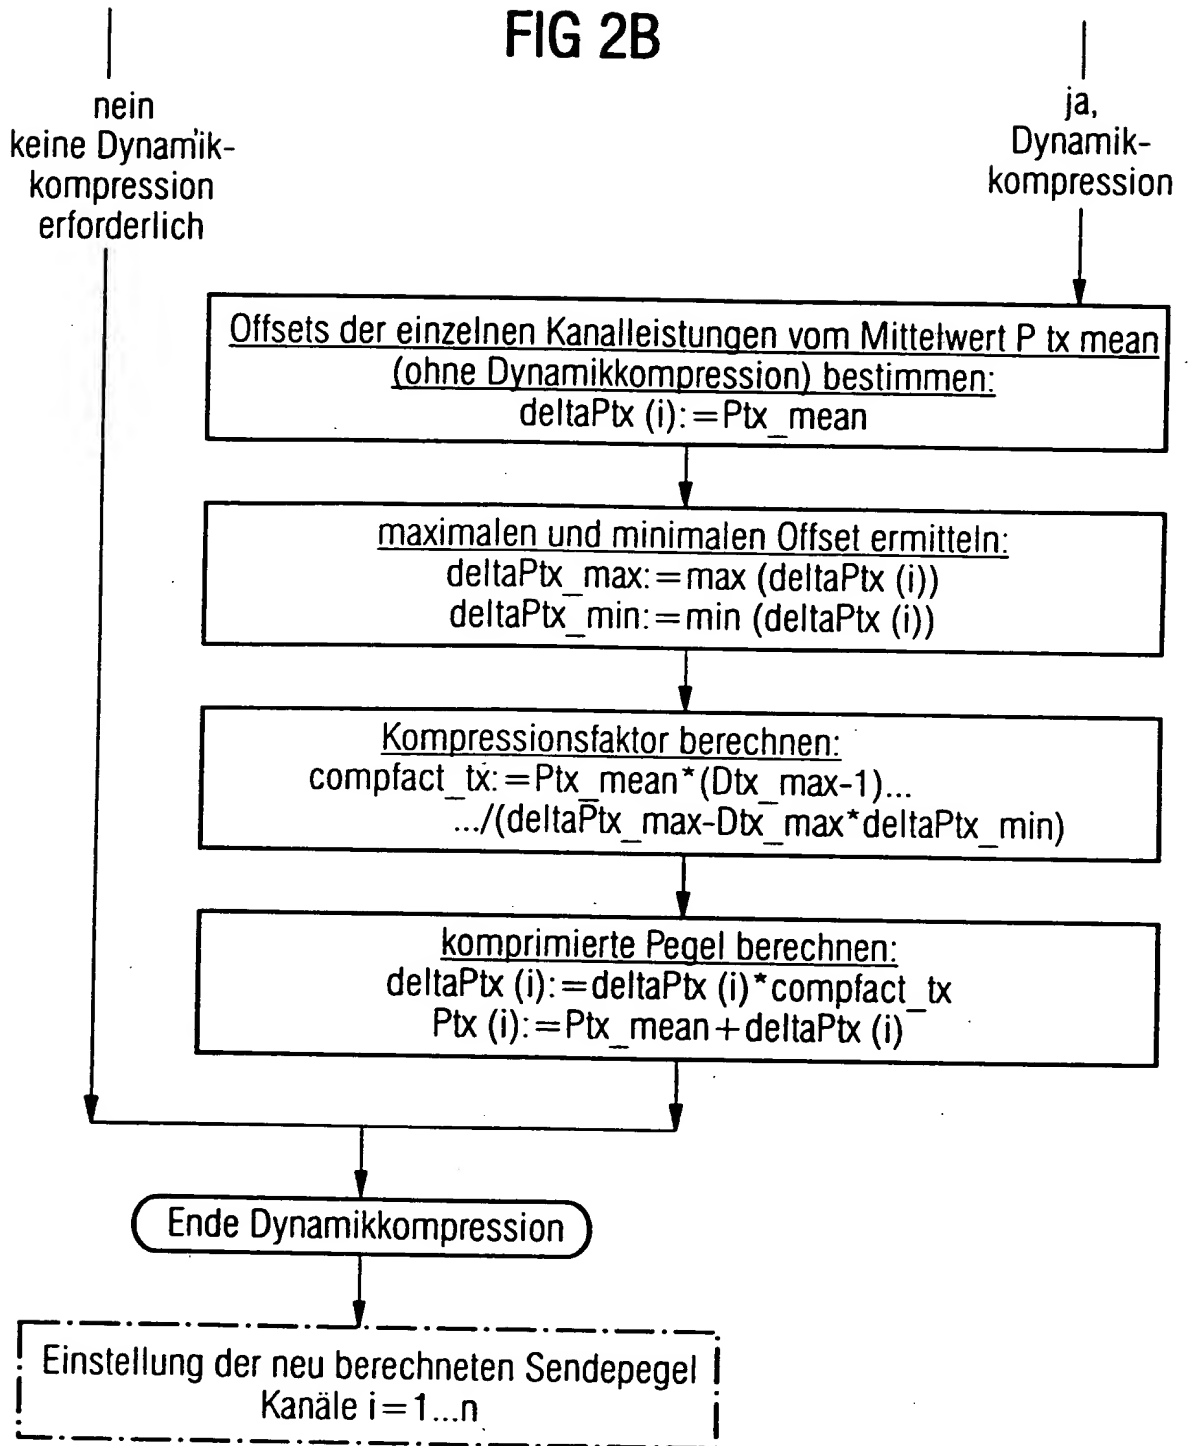 FIG 2B
nein
keine Dynamik-
kompression
erforderlich
ja,
Dynamik-
kompression
Offsets der einzelnen Kanalleistungen vom Mittelwert P tx mean
(ohne Dynamikkompression) bestimmen:
deltaPtx (i):=Ptx_mean
maximalen und minimalen Offset ermitteln:
deltaPtx_max:=max (deltaPtx (i))
deltaPtx_min:=min (deltaPtx (i))
Kompressionsfaktor berechnen:
compfact_tx:=Ptx_mean*(Dtx_max-1)...
.../(deltaPtx_max-Dtx_max*deltaPtx_min)
komprimierte Pegel berechnen:
deltaPtx (i):=deltaPtx (i)*compfact_tx
Ptx (i):=Ptx_mean+deltaPtx (i)
Ende Dynamikkompression
Einstellung der neu berechneten Sendepegel
Kanäle i=1...n